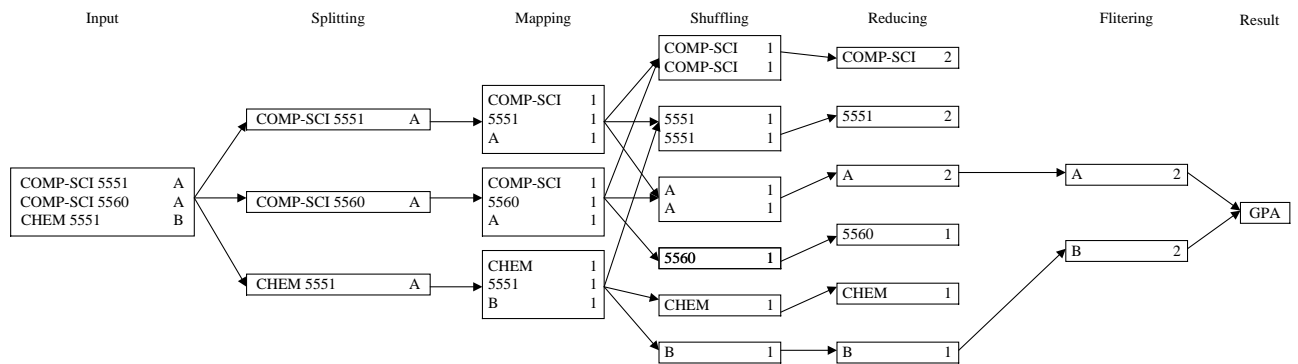 Input
Splitting
Mapping
Shuffling
Reducing
Flitering
Result
COMP-SCI 5551 A
COMP-SCI 5560 A
CHEM 5551 B
COMP-SCI 5551 A
COMP-SCI 5560 A
CHEM 5551 A
COMP-SCI 1
5551 1
A 1
COMP-SCI 1
5560 1
A 1
CHEM 1
5551 1
B 1
COMP-SCI 1
COMP-SCI 1
5551 1
5551 1
A 1
A 1
5560 1
CHEM 1
B 1
COMP-SCI 2
5551 2
A 2
5560 1
CHEM 1
B 1
A 2
B 2
GPA